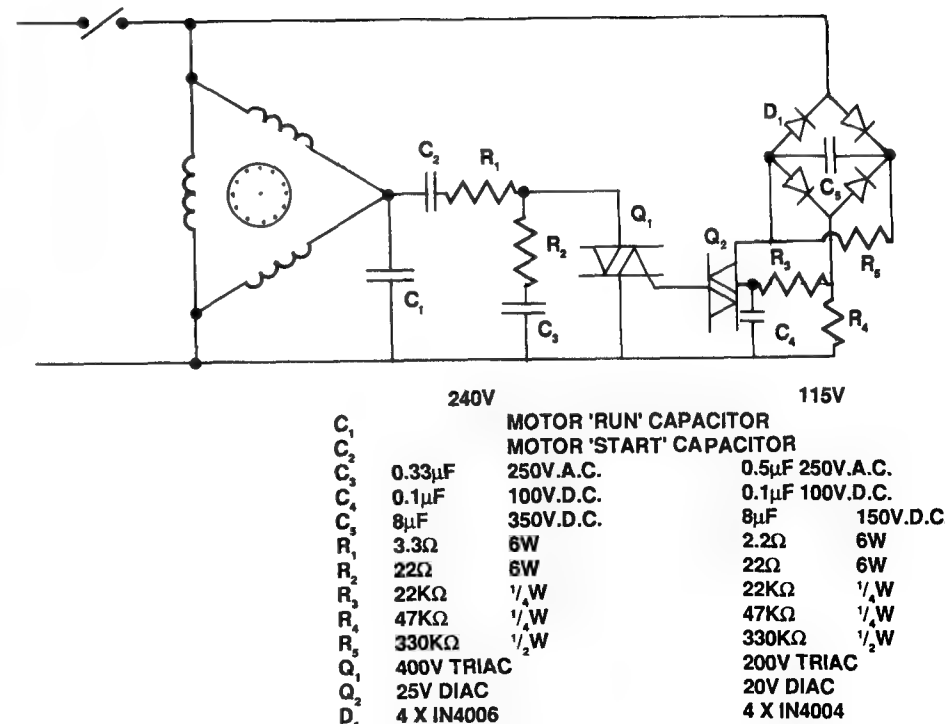 D₁
C₂
R₁
C₅
Q₁
Q₂
R₂
R₃
R₅
C₁
C₃
C₄
R₄
240V 115V
C₁ MOTOR 'RUN' CAPACITOR
C₂ MOTOR 'START' CAPACITOR
C₃ 0.33µF 250V.A.C. 0.5µF 250V.A.C.
C₄ 0.1µF 100V.D.C. 0.1µF 100V.D.C.
C₅ 8µF 350V.D.C. 8µF 150V.D.C
R₁ 3.3Ω 6W 2.2Ω 6W
R₂ 22Ω 6W 22Ω 6W
R₃ 22KΩ ¹/₄W 22KΩ ¹/₄W
R₄ 47KΩ ¹/₄W 47KΩ ¹/₄W
R₅ 330KΩ ¹/₂W 330KΩ ¹/₂W
Q₁ 400V TRIAC 200V TRIAC
Q₂ 25V DIAC 20V DIAC
D₁ 4 X IN4006 4 X IN4004